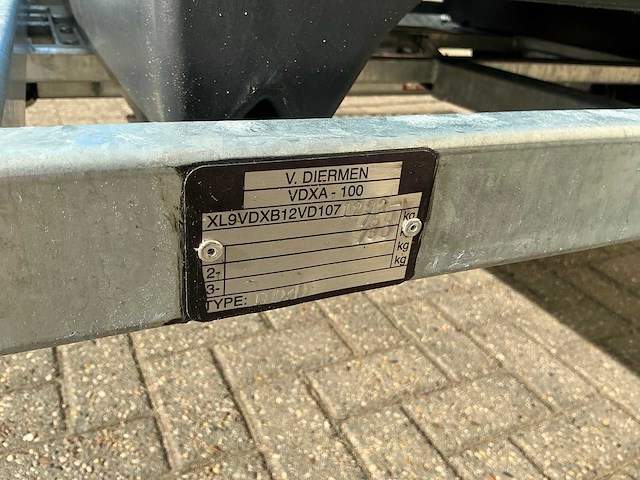 V. DIERMEN
VDXA - 100
XL9VDXB12VD107
kg
kg
2- kg
3-
TYPE: